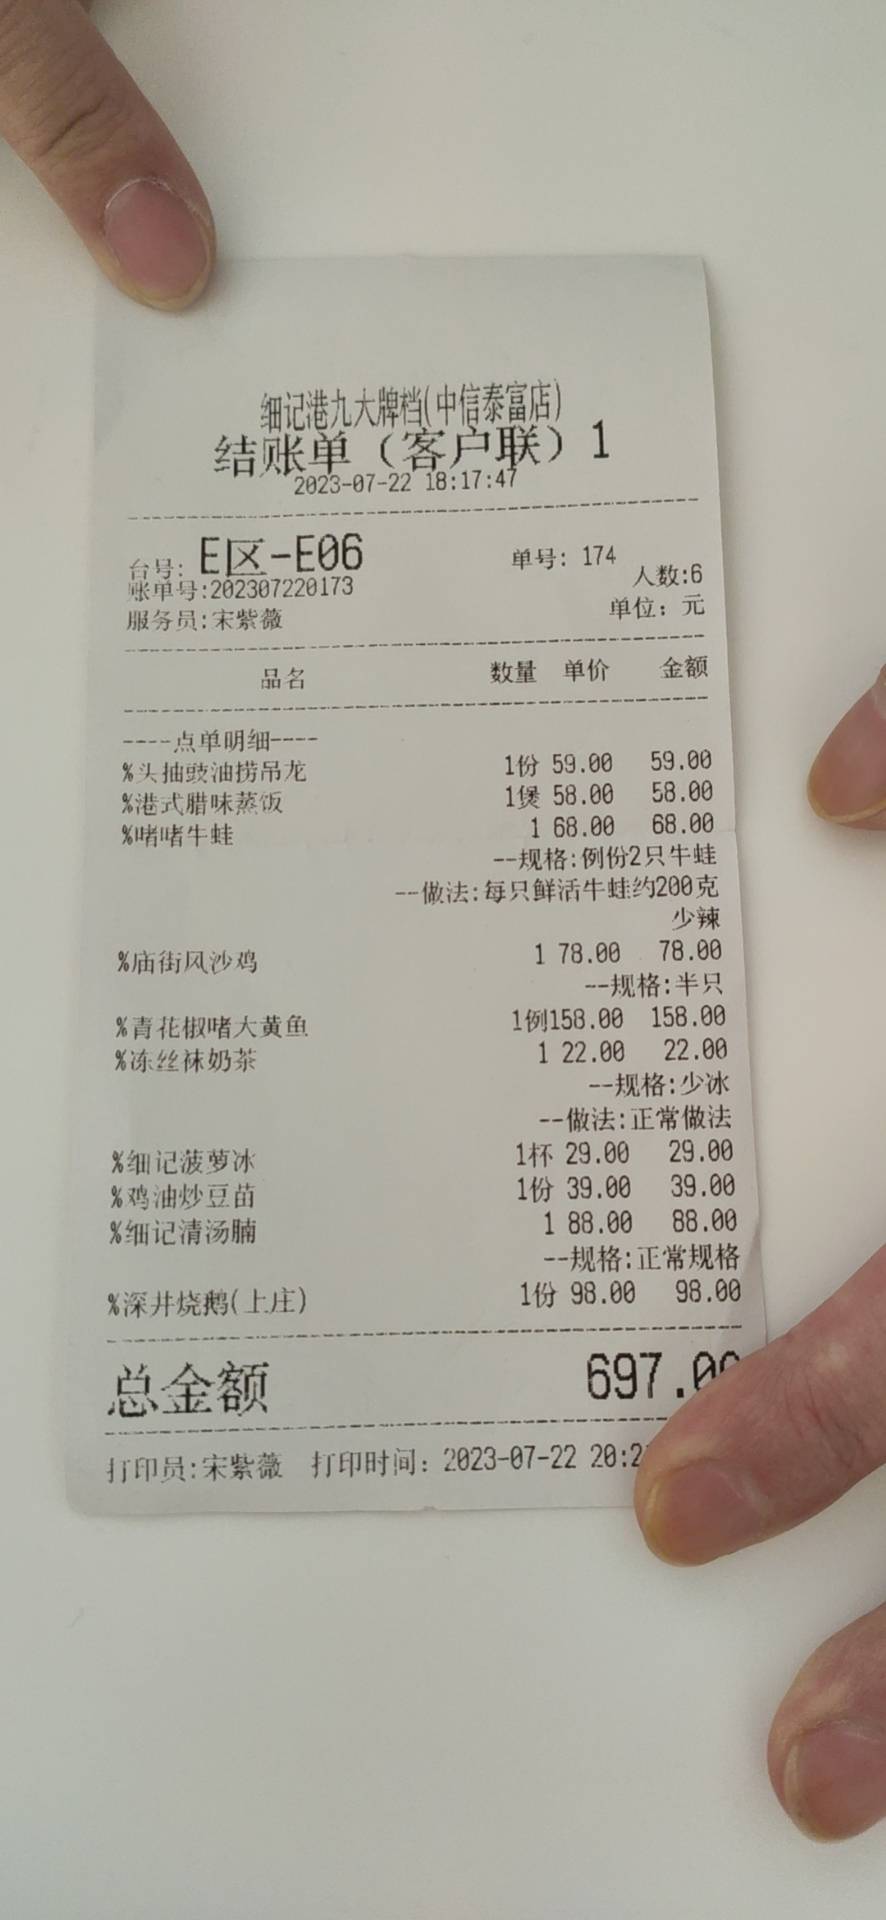 细记港九大牌档(中信泰富店)
结账单（客户联）1
2023-07-22 18:17:47
台号: E区-E06 单号: 174
账单号:202307220173 人数:6
服务员:宋紫薇 单位: 元
品名 数量 单价 金额
----点单明细----
%头抽豉油捞吊龙 1份 59.00 59.00
%港式腊味蒸饭 1煲 58.00 58.00
%啫啫牛蛙 1 68.00 68.00
--规格:例份2只牛蛙
--做法:每只鲜活牛蛙约200克
少辣
%庙街风沙鸡 1 78.00 78.00
--规格:半只
%青花椒啫大黄鱼 1例158.00 158.00
%冻丝袜奶茶 1 22.00 22.00
--规格:少冰
--做法:正常做法
%细记菠萝冰 1杯 29.00 29.00
%鸡油炒豆苗 1份 39.00 39.00
%细记清汤腩 1 88.00 88.00
--规格:正常规格
%深井烧鹅(上庄) 1份 98.00 98.00
总金额 697.00
打印员:宋紫薇 打印时间: 2023-07-22 20:2